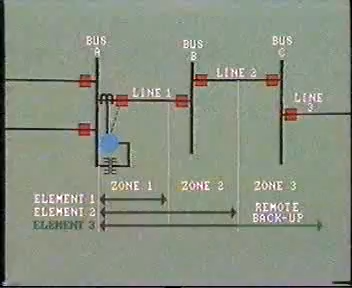 BUS
A
BUS
B
BUS
C
LINE 1
LINE 2
LINE
3
ZONE 1
ZONE 2
ZONE 3
ELEMENT 1
ELEMENT 2
ELEMENT 3
REMOTE
BACK-UP